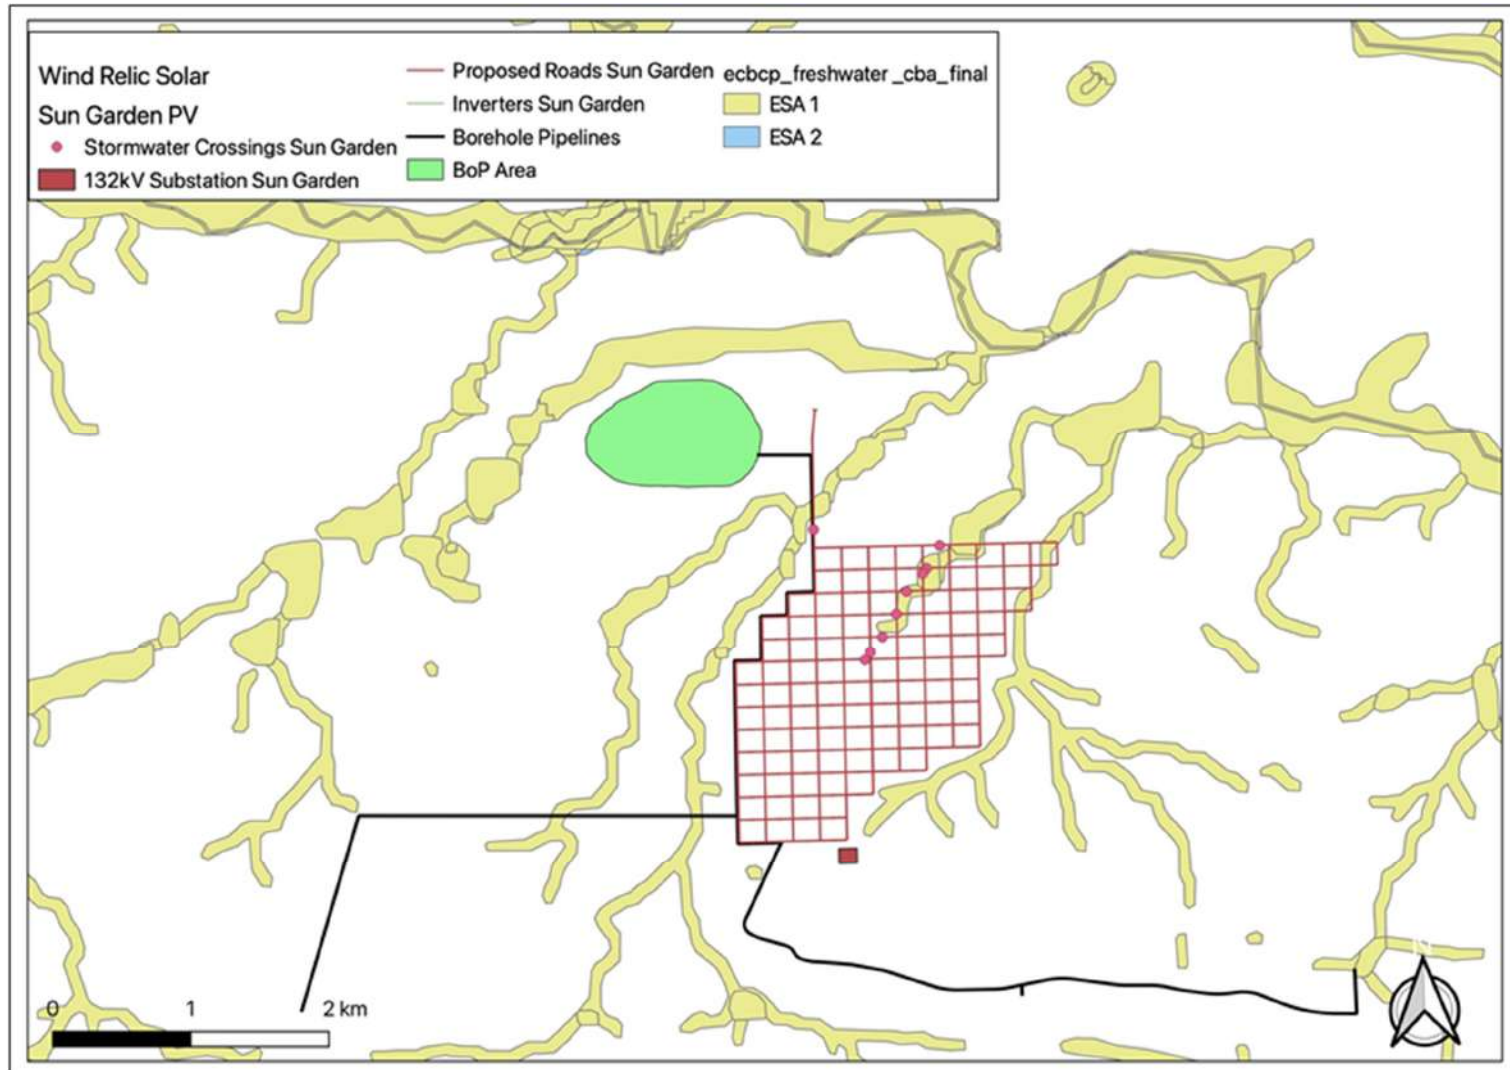 Wind Relic Solar
Sun Garden PV
Stormwater Crossings Sun Garden
132kV Substation Sun Garden
Proposed Roads Sun Garden
Inverters Sun Garden
Borehole Pipelines
BoP Area
ecbcp_freshwater _cba_final
ESA 1
ESA 2
0 1 2 km
N